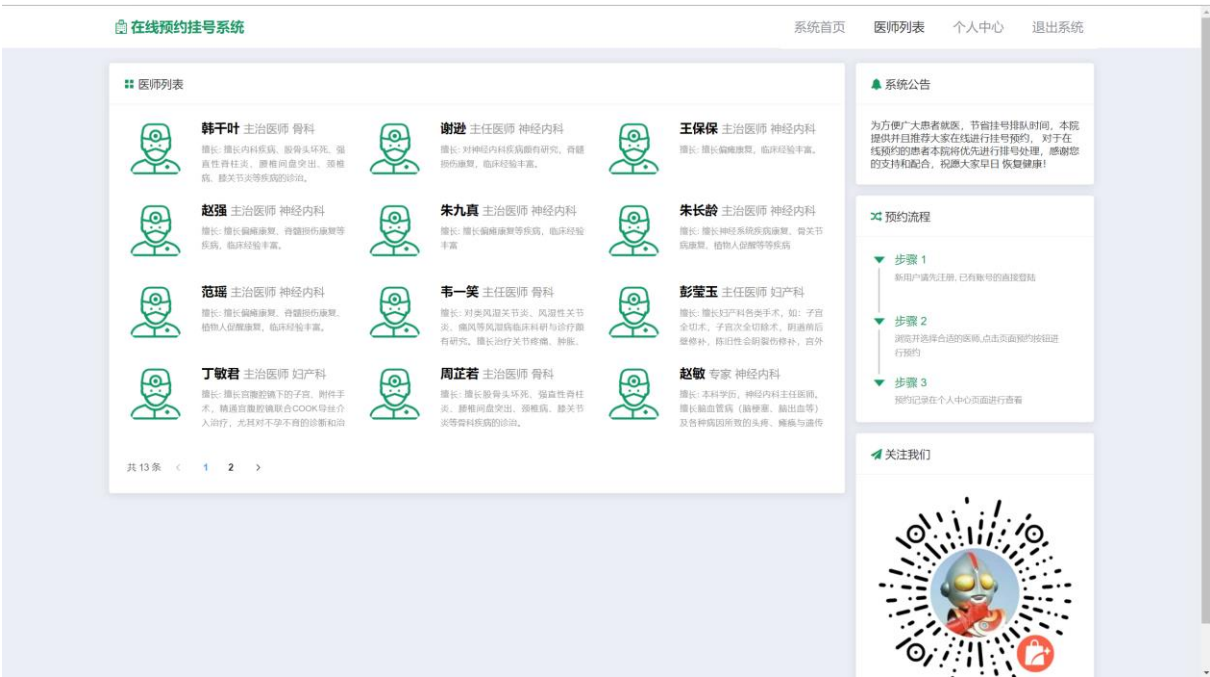 在线预约挂号系统
系统首页 医师列表 个人中心 退出系统
医师列表
韩千叶 主治医师 骨科
擅长: 擅长内科疾病、股骨头坏死、强
直性脊柱炎、腰椎间盘突出、颈椎
病、膝关节炎等疾病的诊治。
谢逊 主任医师 神经内科
擅长: 对神经内科疾病颇有研究，脊髓
损伤康复，临床经验丰富。
王保保 主治医师 神经内科
擅长: 擅长偏瘫康复，临床经验丰富。
赵强 主治医师 神经内科
擅长: 擅长偏瘫康复、脊髓损伤康复等
疾病，临床经验丰富。
朱九真 主治医师 神经内科
擅长: 擅长偏瘫康复等疾病，临床经验
丰富
朱长龄 主治医师 神经内科
擅长: 擅长神经系统疾病康复、骨关节
病康复、植物人促醒等等疾病
范瑶 主治医师 神经内科
擅长: 擅长偏瘫康复、脊髓损伤康复、
植物人促醒康复，临床经验丰富。
韦一笑 主任医师 骨科
擅长: 对类风湿关节炎、风湿性关节
炎、痛风等风湿病临床科研与诊疗颇
有研究。擅长治疗关节疼痛、肿胀、
彭莹玉 主任医师 妇产科
擅长: 擅长妇产科各类手术，如：子宫
全切术，子宫次全切除术，阴道前后
壁修补，陈旧性会阴裂伤修补，宫外
丁敏君 主治医师 妇产科
擅长: 擅长宫腹腔镜下的子宫、附件手
术，精通宫腹腔镜联合COOK导丝介
入治疗，尤其对不孕不育的诊断和治
周芷若 主治医师 骨科
擅长: 擅长股骨头坏死、强直性脊柱
炎、腰椎间盘突出、颈椎病、膝关节
炎等骨科疾病的诊治。
赵敏 专家 神经内科
擅长: 本科学历，神经内科主任医师。
擅长脑血管病（脑梗塞、脑出血等）
及各种病因所致的头疼、瘫痪与遗传
共 13 条 < 1 2 >
系统公告
为方便广大患者就医，节省挂号排队时间，本院
提供并且推荐大家在线进行挂号预约， 对于在
线预约的患者本院将优先进行排号处理，感谢您
的支持和配合，祝愿大家早日 恢复健康！
预约流程
步骤 1
新用户请先注册, 已有账号的直接登陆
步骤 2
浏览并选择合适的医师,点击页面预约按钮进
行预约
步骤 3
预约记录在个人中心页面进行查看
关注我们